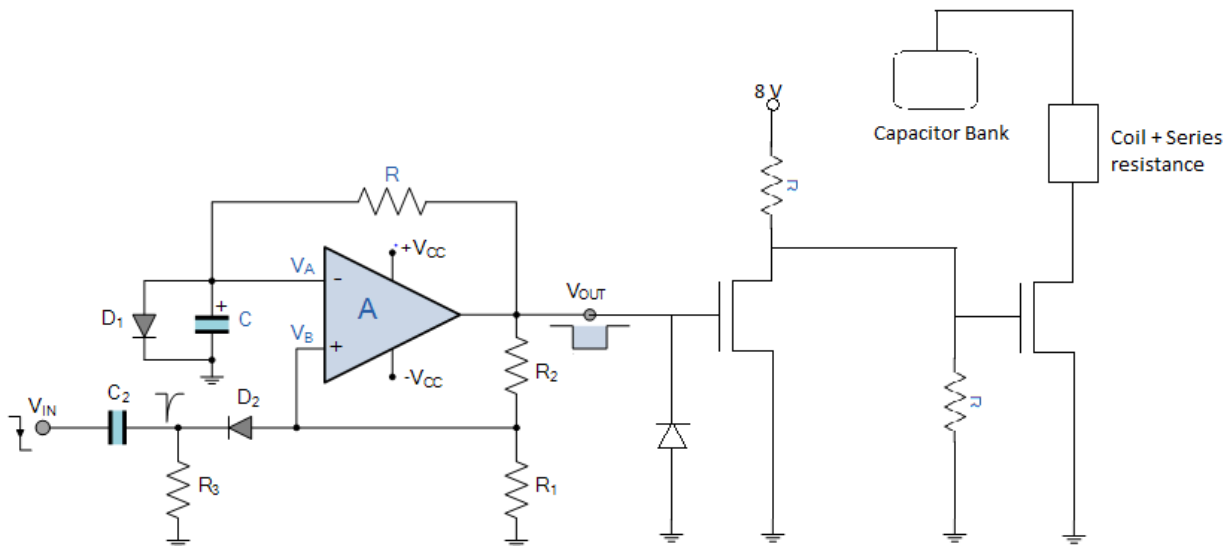 8 V
Capacitor Bank
Coil + Series
resistance
R
R
+VCC
VA
-
A
VOUT
D1
+
C
VB
+
-VCC
R2
VIN
C2
D2
R3
R1
R